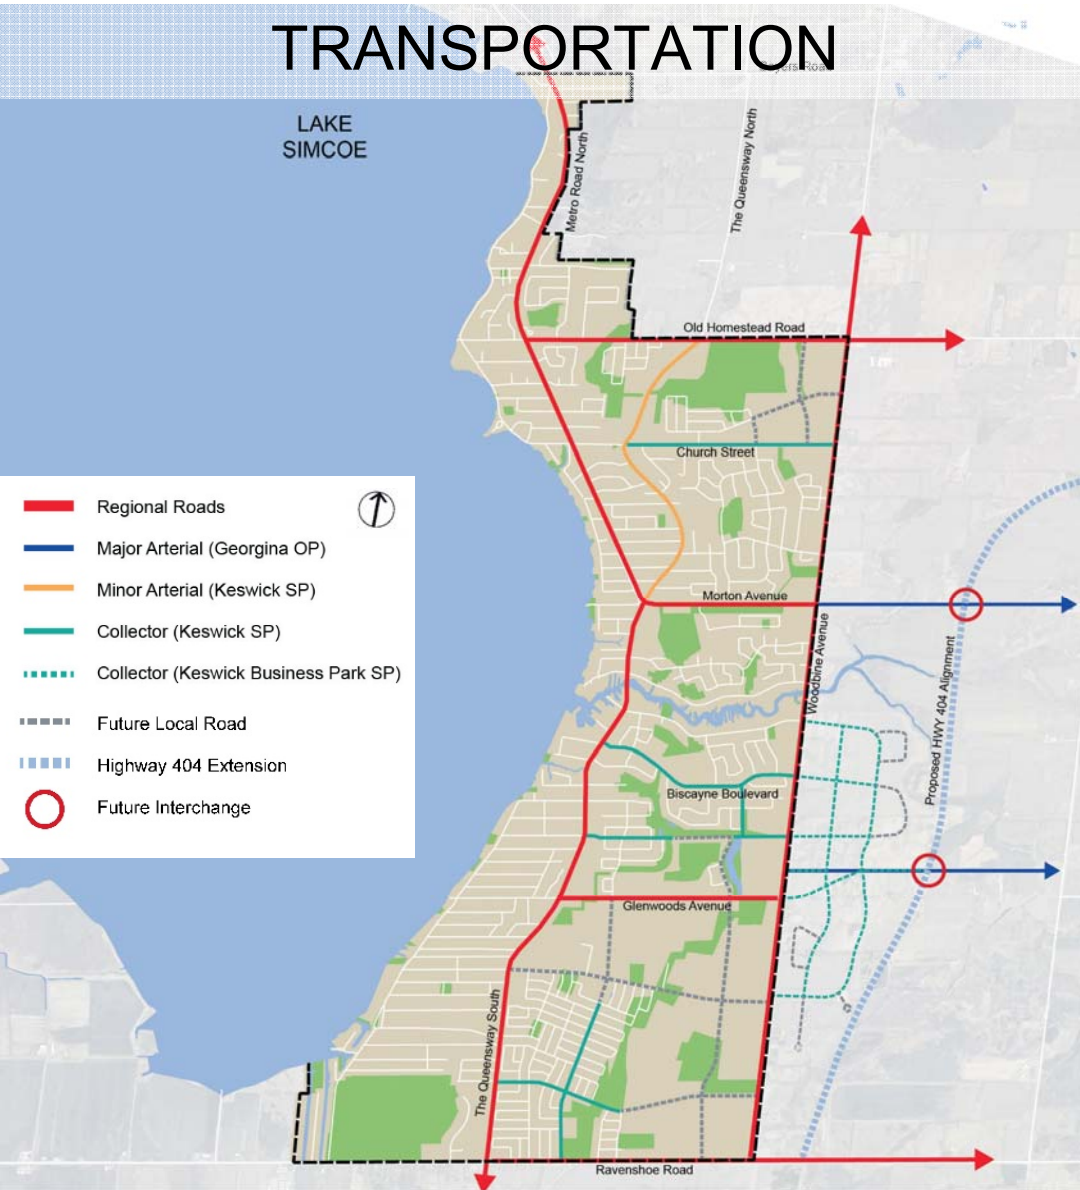 TRANSPORTATION
Boyers Road
LAKE
SIMCOE
Metro Road North
The Queensway North
Old Homestead Road
Church Street
Regional Roads
Major Arterial (Georgina OP)
Minor Arterial (Keswick SP)
Collector (Keswick SP)
Collector (Keswick Business Park SP)
Future Local Road
Highway 404 Extension
Future Interchange
Morton Avenue
Woodbine Avenue
Proposed HWY 404 Alignment
Biscayne Boulevard
Glenwoods Avenue
The Queensway South
Ravenshoe Road